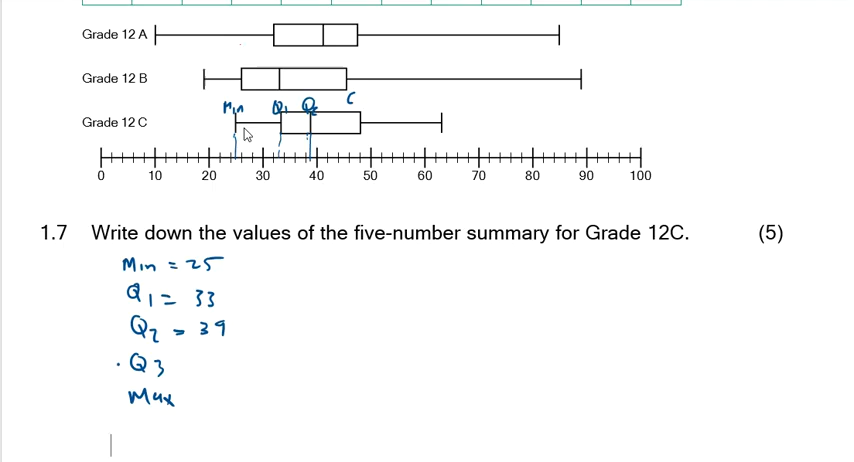 Grade 12 A
Grade 12 B
Min Q1 Q2 C
Grade 12 C
0 10 20 30 40 50 60 70 80 90 100
1.7 Write down the values of the five-number summary for Grade 12C. (5)
Min = 25
Q1 = 33
Q2 = 39
Q3
Max